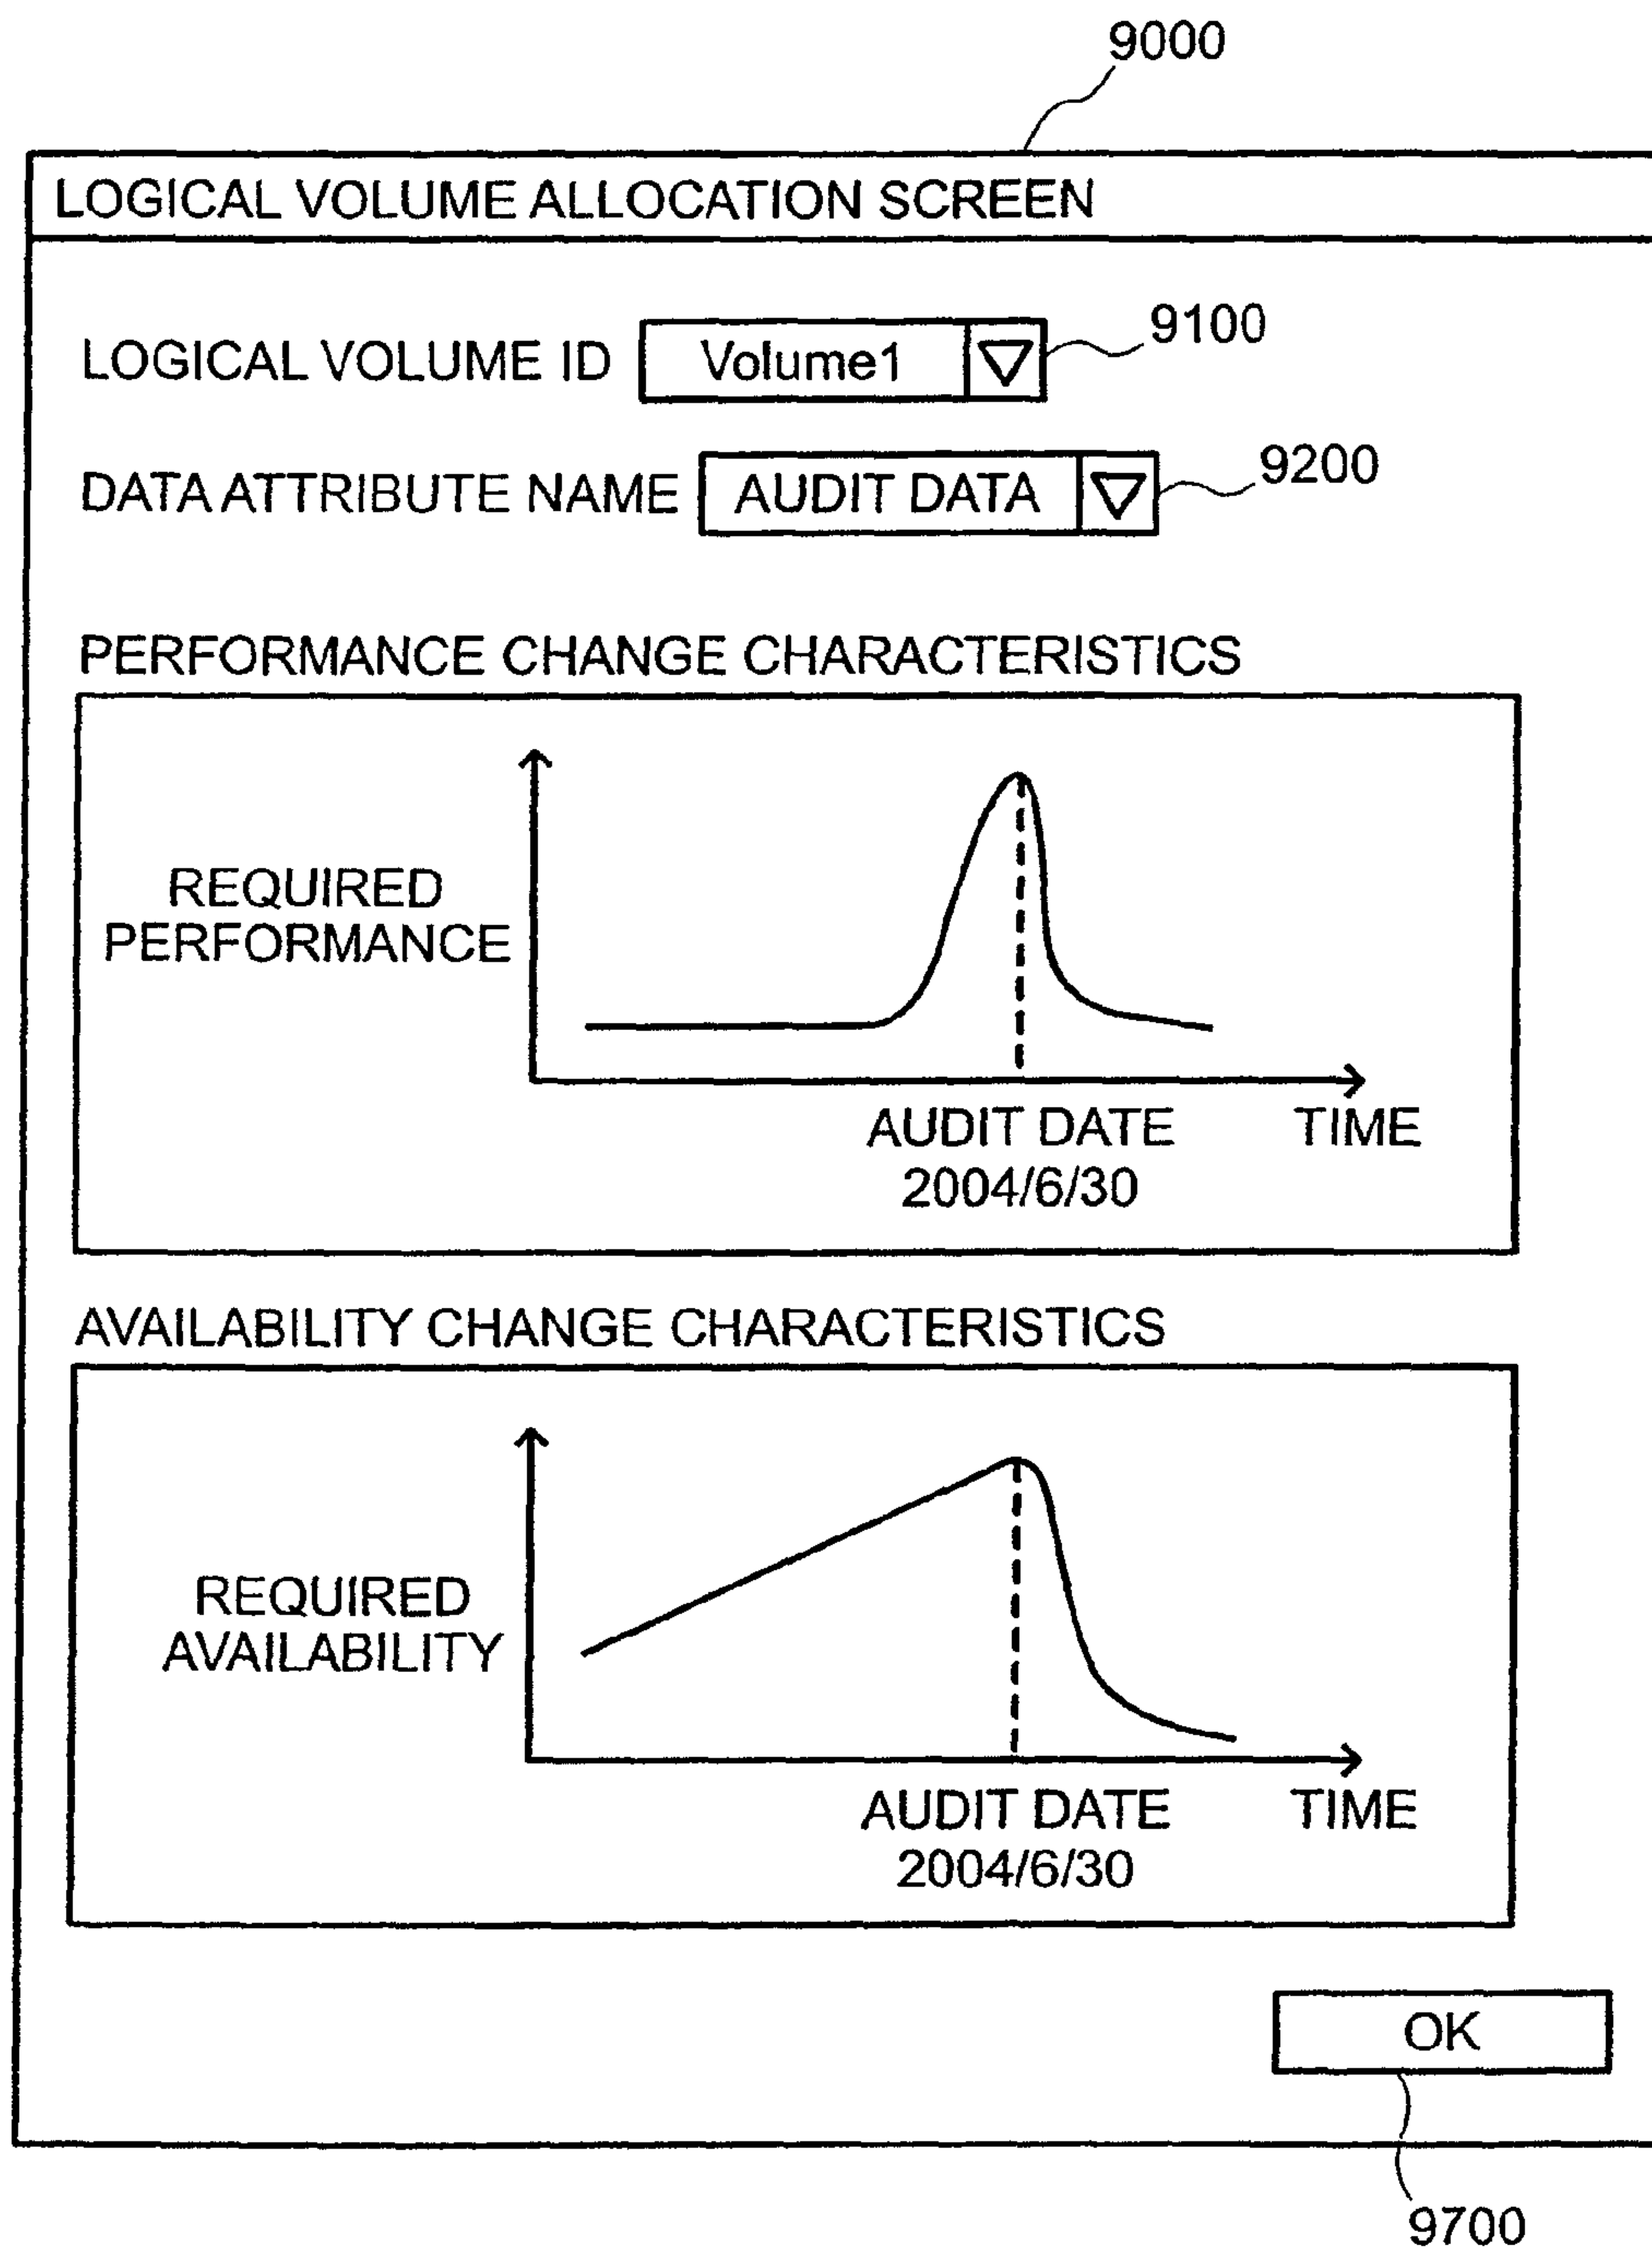 9000
LOGICAL VOLUME ALLOCATION SCREEN
LOGICAL VOLUME ID Volume1 9100
DATA ATTRIBUTE NAME AUDIT DATA 9200
PERFORMANCE CHANGE CHARACTERISTICS
REQUIRED
PERFORMANCE
AUDIT DATE TIME
2004/6/30
AVAILABILITY CHANGE CHARACTERISTICS
REQUIRED
AVAILABILITY
AUDIT DATE TIME
2004/6/30
OK
9700